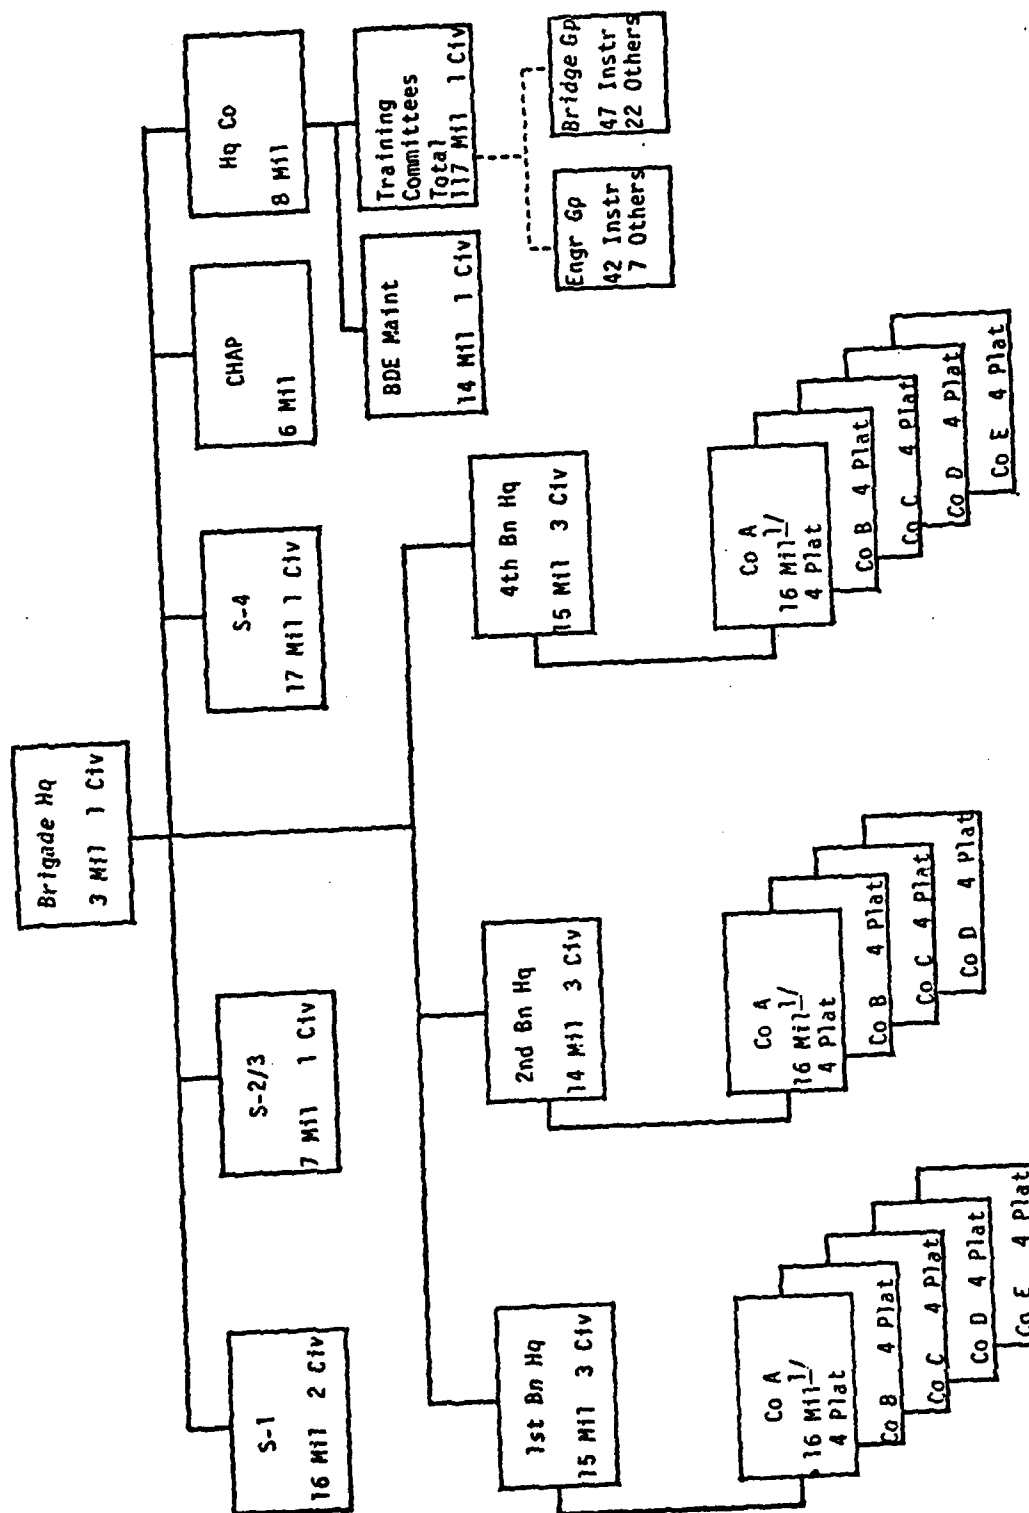 Brigade Hq
3 Mil 1 Civ
S-1
16 Mil 2 Civ
S-2/3
7 Mil 1 Civ
S-4
17 Mil 1 Civ
CHAP
6 Mil
Hq Co
8 Mil
BDE Maint
14 Mil 1 Civ
Training
Committees
Total
117 Mil 1 Civ
Engr Gp
42 Instr
7 Others
Bridge Gp
47 Instr
22 Others
1st Bn Hq
15 Mil 3 Civ
Co A
16 Mil 1/
4 Plat
Co B 4 Plat
Co C 4 Plat
Co D 4 Plat
Co E 4 Plat
2nd Bn Hq
14 Mil 3 Civ
Co A
16 Mil 1/
4 Plat
Co B 4 Plat
Co C 4 Plat
Co D 4 Plat
4th Bn Hq
15 Mil 3 Civ
Co A
16 Mil 1/
4 Plat
Co B 4 Plat
Co C 4 Plat
Co D 4 Plat
Co E 4 Plat